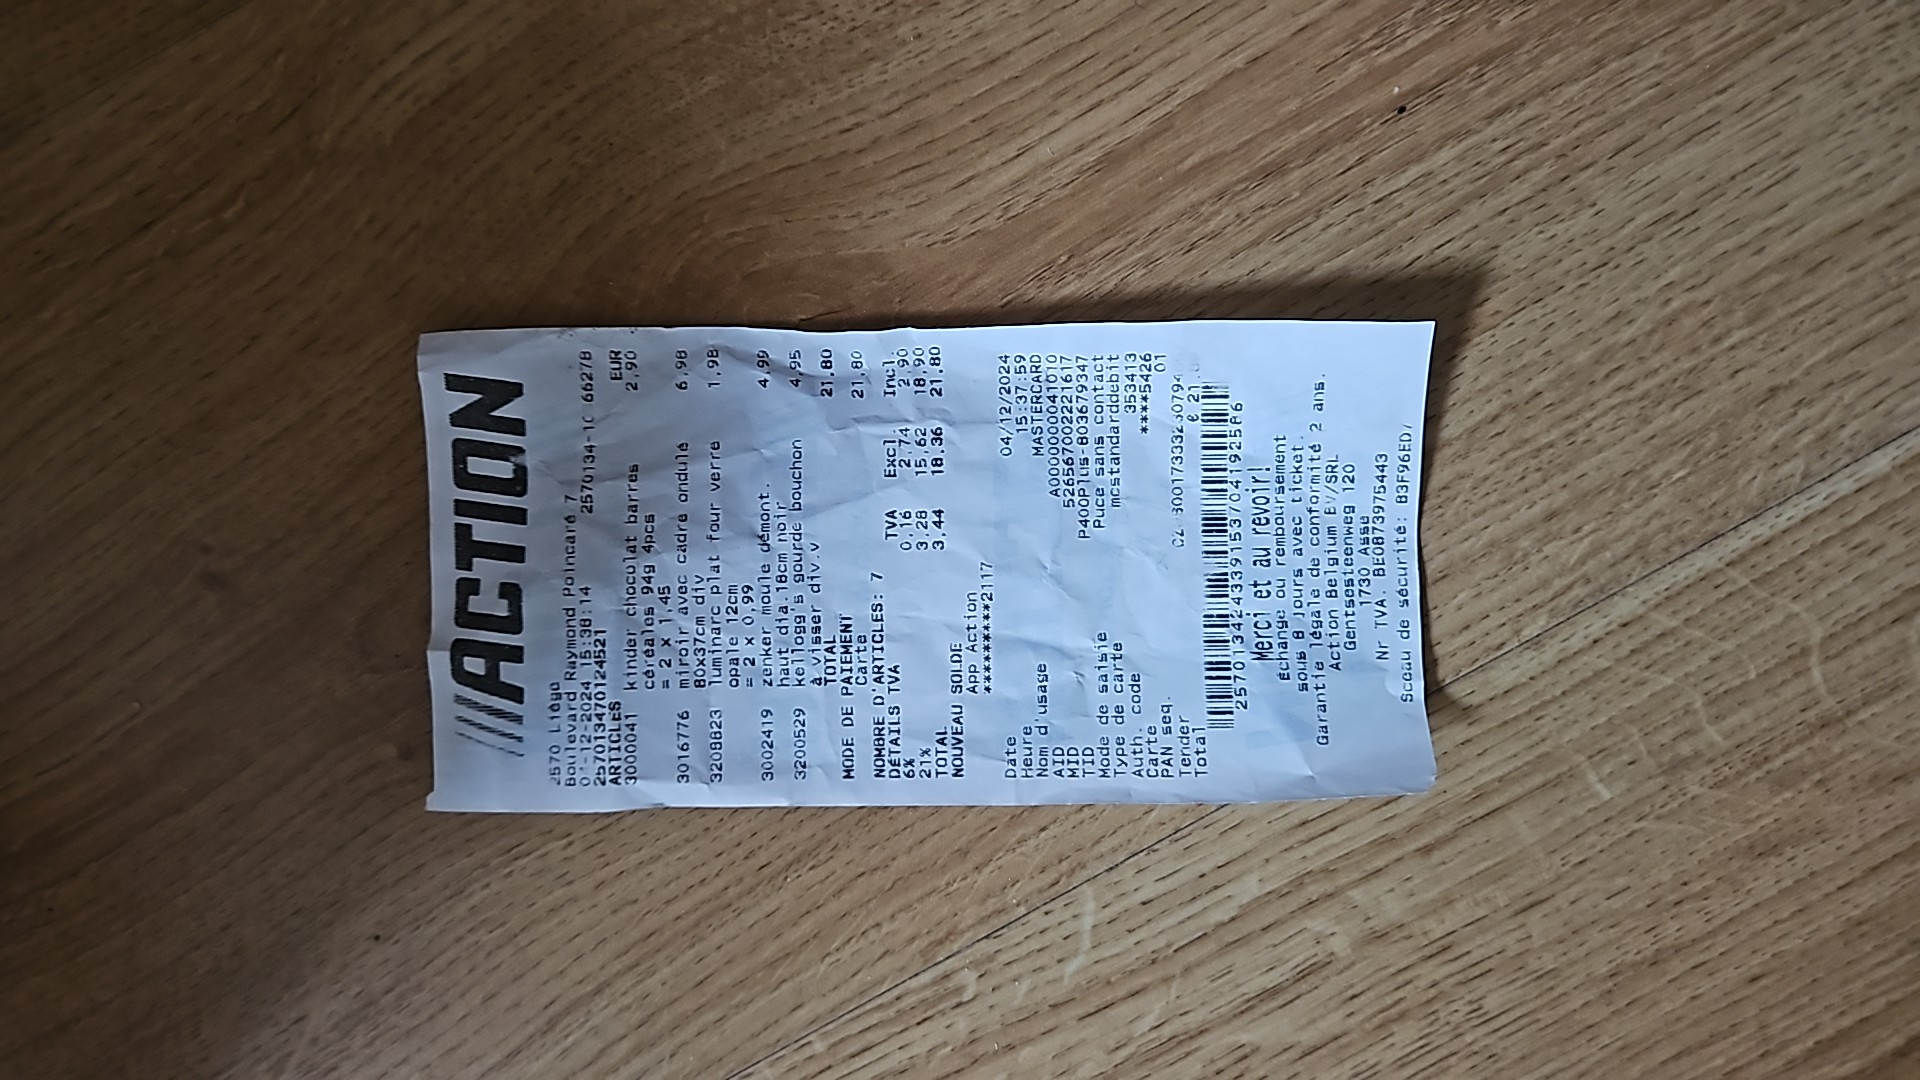 ///ACTION
2570 Liège
Boulevard Raymond Poincaré 7
-12-2024 15:38:14 2570134-10 66278
257013470124521
ARTICLES EUR
3000041 kinder chocolat barres 2,90
céréales 94g 4pcs
= 2 x 1,45
3016776 miroir avec cadre ondulé 6,98
80x37cm div
3208823 luminarc plat four verre 1,98
opale 12cm
= 2 x 0,99
3002419 zenker moule démont. 4,99
haut dia.18cm noir
3200529 kellogg's gourde bouchon 4,95
à visser div.v
TOTAL 21,80
MODE DE PAIEMENT
Carte 21,80
NOMBRE D'ARTICLES: 7
DÉTAILS TVA TVA Excl. Incl.
6% 0,16 2,74 2,90
21% 3,28 15,62 18,90
TOTAL 3,44 18,36 21,80
NOUVEAU SOLDE
App Action
*********2117
Date 04/12/2024
Heure 15:37:59
Nom d'usage MASTERCARD
AID A0000000041010
MID 526567002221617
TID P400Plus-803679347
Mode de saisie Puce sans contact
Type de carte mcstandarddebit
Auth. code 353413
Carte ****5426
PAN seq. 01
Tender
Total € 21
Merci et au revoir!
Échange ou remboursement
sous 8 jours avec ticket.
Garantie légale de conformité 2 ans.
Action Belgium BV/SRL
Gentsesteenweg 120
1730 Asse
Nr TVA. BE0873975443
Sceau de sécurité: